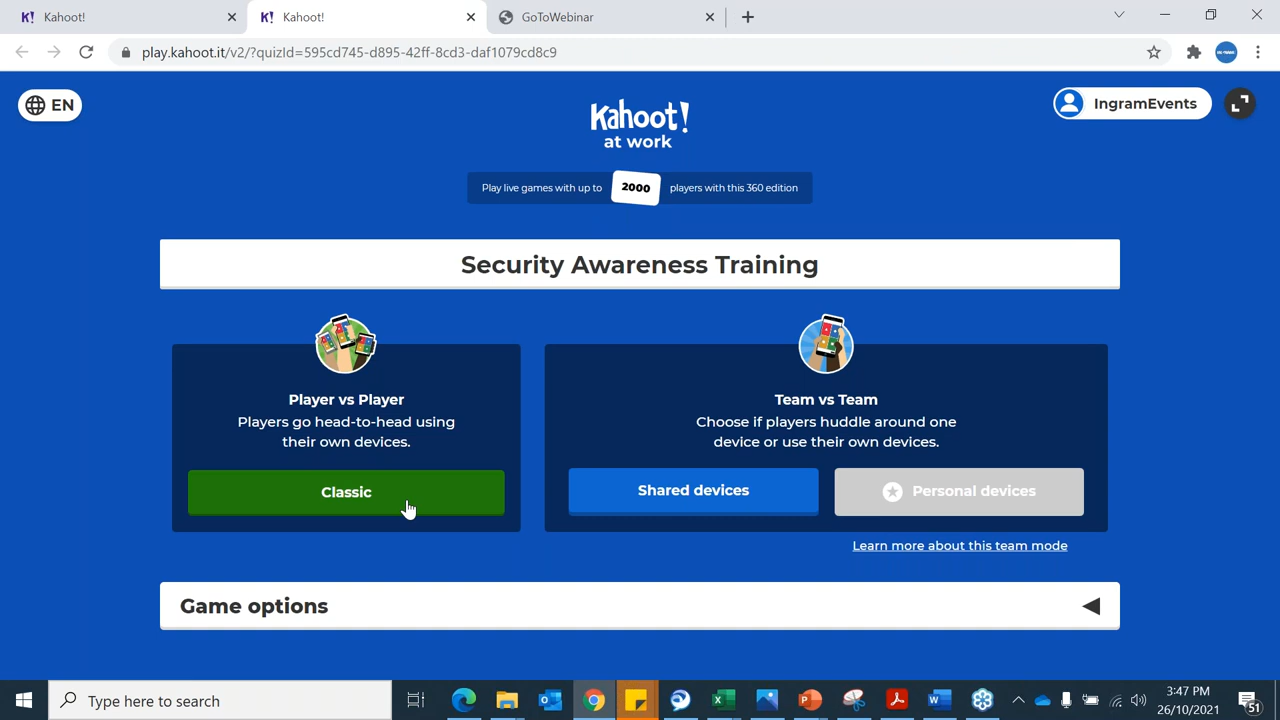 Kahoot!
Kahoot!
GoToWebinar
play.kahoot.it/v2/?quizId=595cd745-d895-42ff-8cd3-daf1079cd8c9
EN
Kahoot!
at work
IngramEvents
Play live games with up to 2000 players with this 360 edition
Security Awareness Training
Player vs Player
Players go head-to-head using
their own devices.
Classic
Team vs Team
Choose if players huddle around one
device or use their own devices.
Shared devices
Personal devices
Learn more about this team mode
Game options
Type here to search
3:47 PM
26/10/2021
51